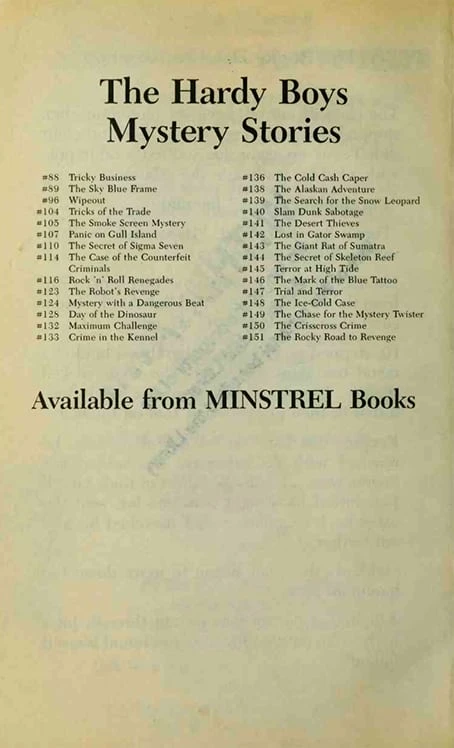 The Hardy Boys
Mystery Stories
#88 Tricky Business
#89 The Sky Blue Frame
#96 Wipeout
#104 Tricks of the Trade
#105 The Smoke Screen Mystery
#107 Panic on Gull Island
#110 The Secret of Sigma Seven
#114 The Case of the Counterfeit
Criminals
#116 Rock 'n' Roll Renegades
#123 The Robot's Revenge
#124 Mystery with a Dangerous Beat
#128 Day of the Dinosaur
#132 Maximum Challenge
#133 Crime in the Kennel
#136 The Cold Cash Caper
#138 The Alaskan Adventure
#139 The Search for the Snow Leopard
#140 Slam Dunk Sabotage
#141 The Desert Thieves
#142 Lost in Gator Swamp
#143 The Giant Rat of Sumatra
#144 The Secret of Skeleton Reef
#145 Terror at High Tide
#146 The Mark of the Blue Tattoo
#147 Trial and Terror
#148 The Ice-Cold Case
#149 The Chase for the Mystery Twister
#150 The Crisscross Crime
#151 The Rocky Road to Revenge
Available from MINSTREL Books